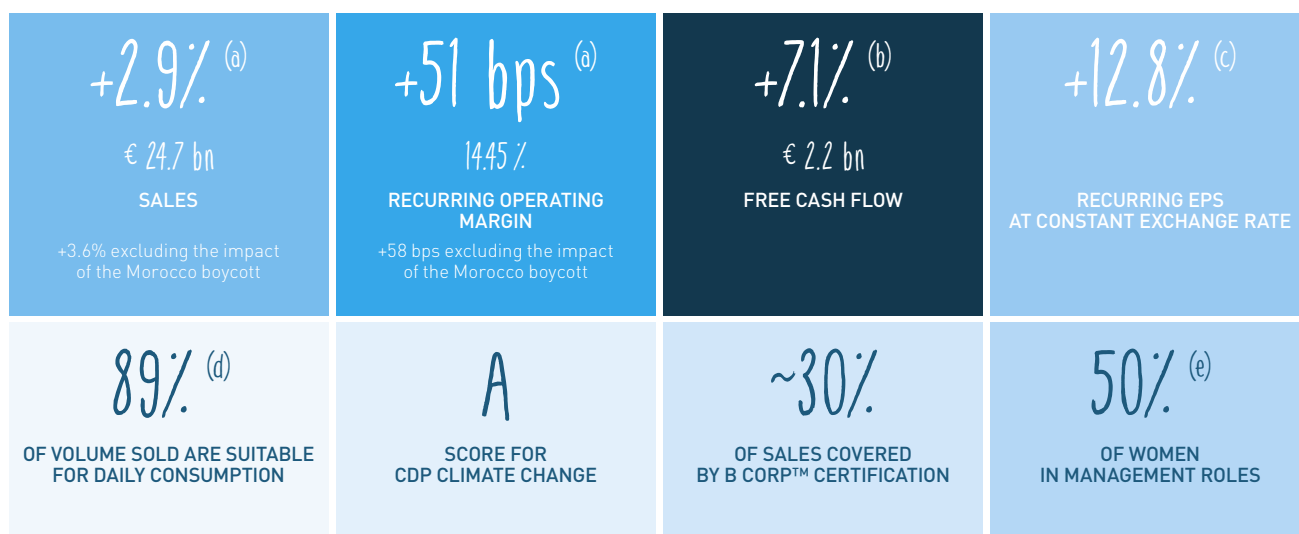 +2.9% (a)
€ 24.7 bn
SALES
+3.6% excluding the impact
of the Morocco boycott
+51 bps (a)
14.45 %
RECURRING OPERATING
MARGIN
+58 bps excluding the impact
of the Morocco boycott
+7.1% (b)
€ 2.2 bn
FREE CASH FLOW
+12.8% (c)
RECURRING EPS
AT CONSTANT EXCHANGE RATE
89% (d)
OF VOLUME SOLD ARE SUITABLE
FOR DAILY CONSUMPTION
A
SCORE FOR
CDP CLIMATE CHANGE
~30%
OF SALES COVERED
BY B CORP™ CERTIFICATION
50% (e)
OF WOMEN
IN MANAGEMENT ROLES